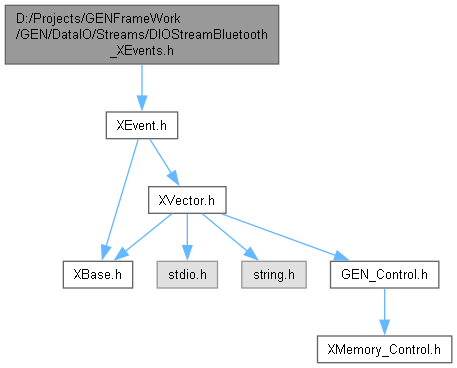 D:/Projects/GENFrameWork
/GEN/DataIO/Streams/DIOStreamBluetooth
_XEvents.h
XEvent.h
XVector.h
XBase.h
stdio.h
string.h
GEN_Control.h
XMemory_Control.h